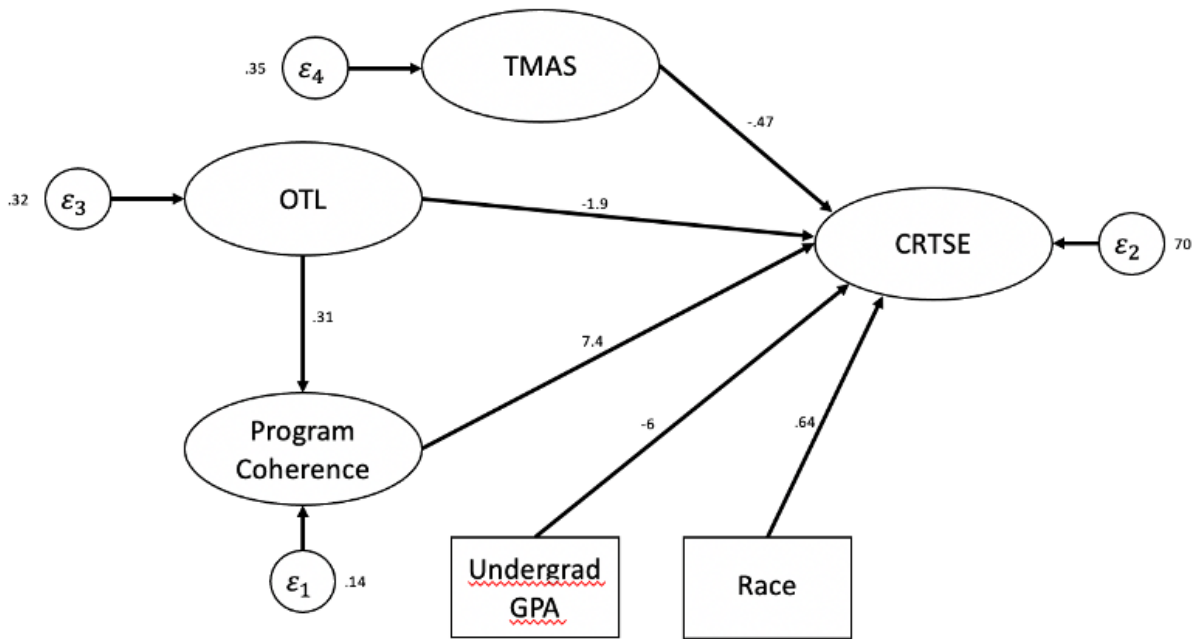 TMAS
.35
ε4
-.47
OTL
.32
ε3
-1.9
CRTSE
ε2
70
.31
7.4
Program
Coherence
-6
.64
ε1
.14
Undergrad
GPA
Race